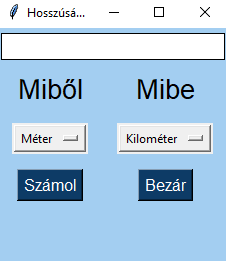 Hosszúsá...
Miből Mibe
Méter Kilométer
Számol Bezár